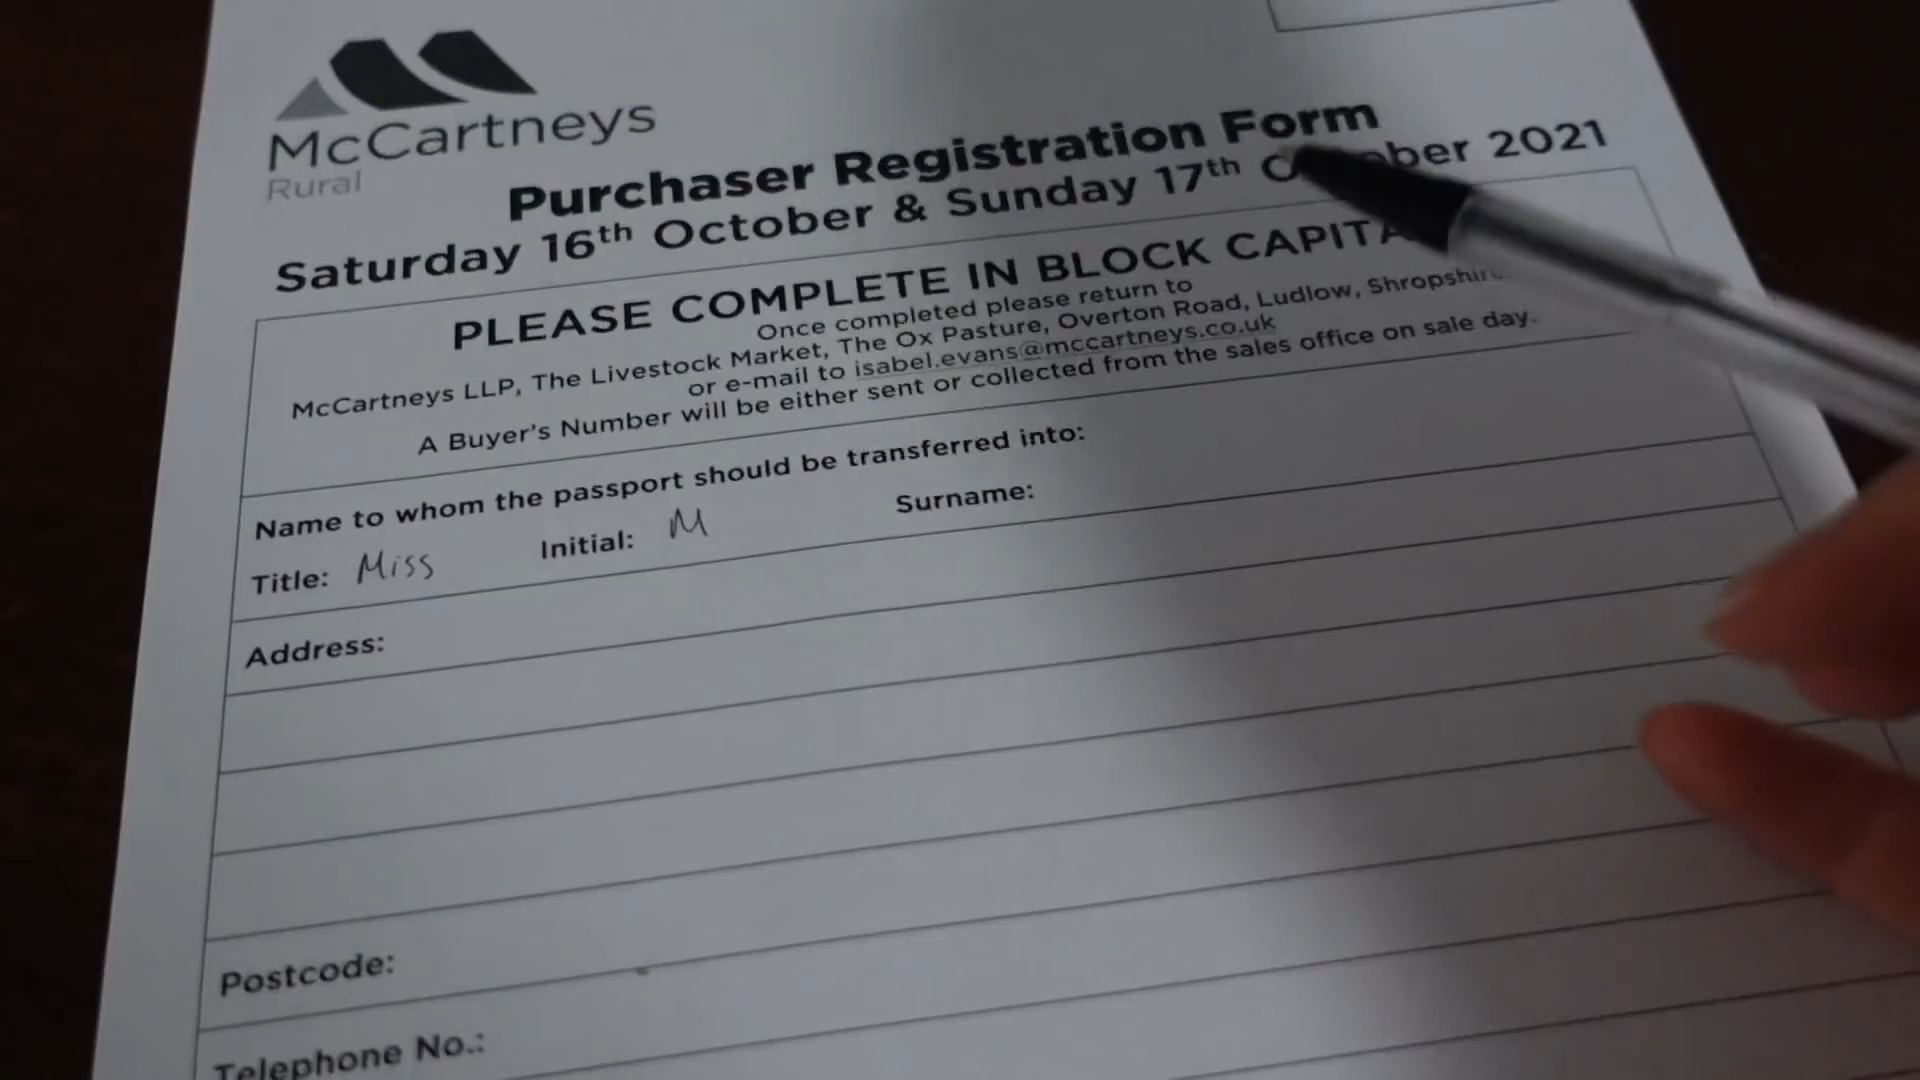 McCartneys
Rural
Purchaser Registration Form
Saturday 16th October & Sunday 17th October 2021
PLEASE COMPLETE IN BLOCK CAPITA
Once completed please return to
McCartneys LLP, The Livestock Market, The Ox Pasture, Overton Road, Ludlow, Shropshire
or e-mail to isabel.evans@mccartneys.co.uk
A Buyer's Number will be either sent or collected from the sales office on sale day.
Name to whom the passport should be transferred into:
Title: Miss Initial: M Surname:
Address:
Postcode:
Telephone No.: